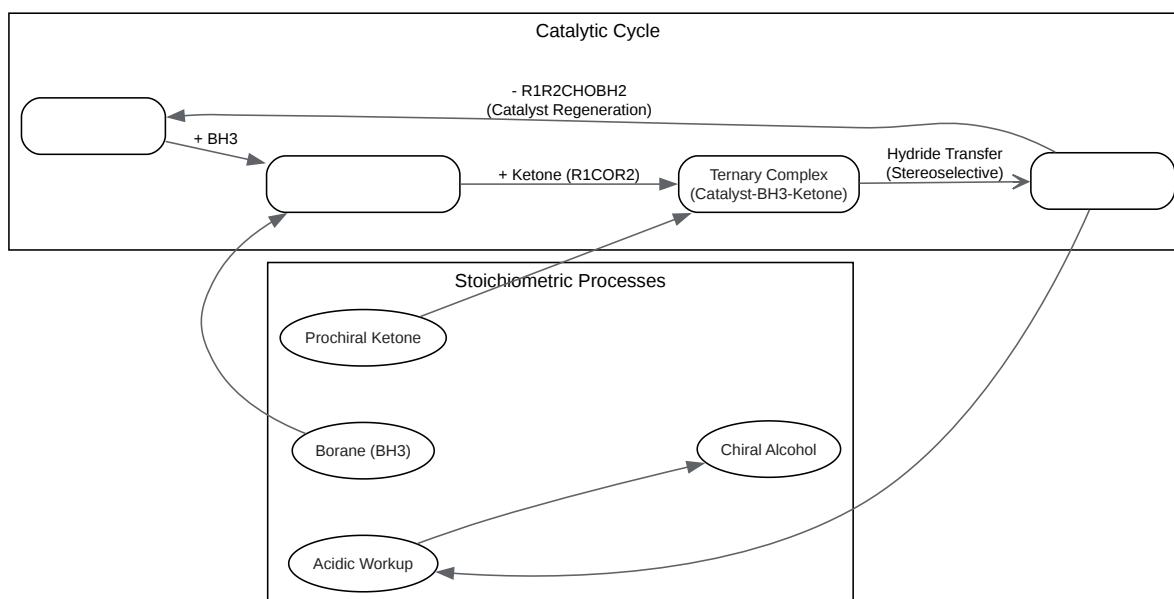 Catalytic Cycle
- R1R2CHOBH2
(Catalyst Regeneration)
+ BH3
Hydride Transfer
(Stereoselective)
+ Ketone (R1COR2)
Ternary Complex
(Catalyst-BH3-Ketone)
Stoichiometric Processes
Prochiral Ketone
Borane (BH3)
Chiral Alcohol
Acidic Workup